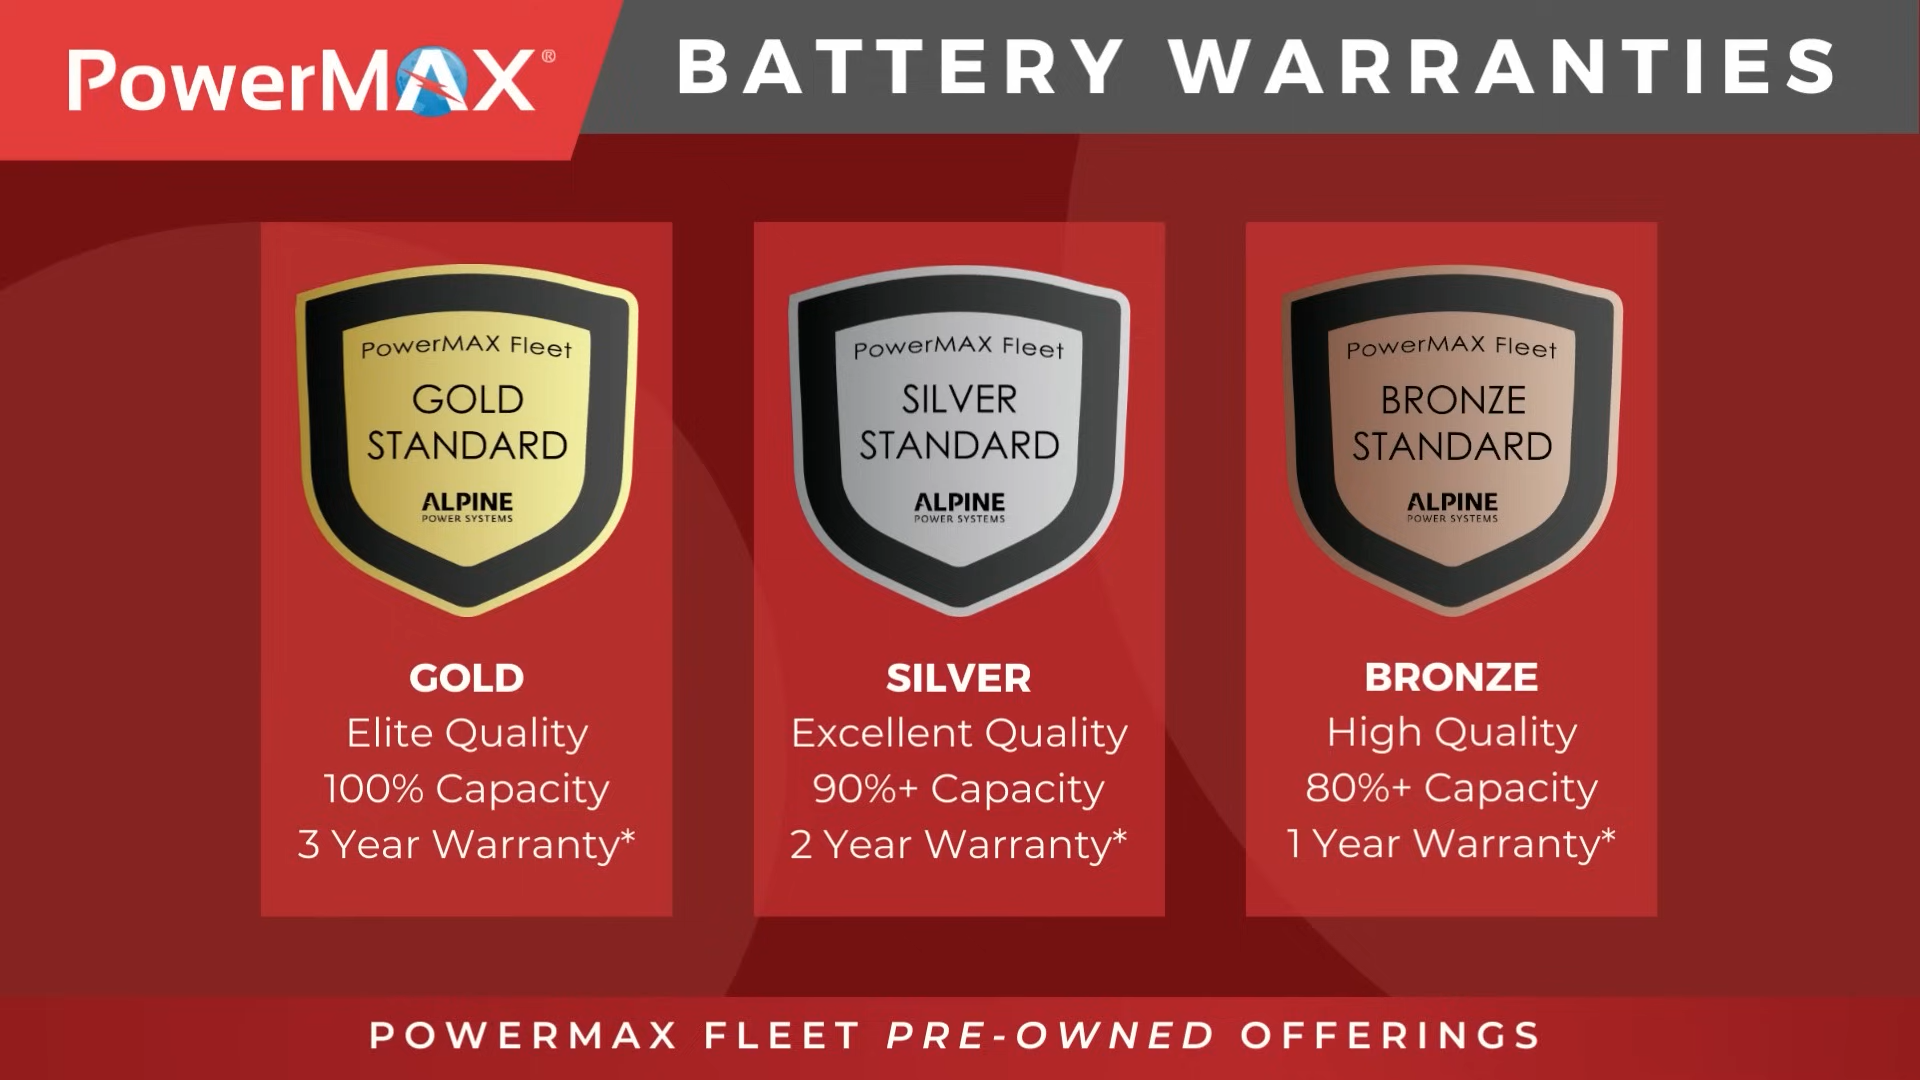 PowerMAX®
BATTERY WARRANTIES
PowerMAX Fleet
GOLD
STANDARD
ALPINE
POWER SYSTEMS
GOLD
Elite Quality
100% Capacity
3 Year Warranty*
PowerMAX Fleet
SILVER
STANDARD
ALPINE
POWER SYSTEMS
SILVER
Excellent Quality
90%+ Capacity
2 Year Warranty*
PowerMAX Fleet
BRONZE
STANDARD
ALPINE
POWER SYSTEMS
BRONZE
High Quality
80%+ Capacity
1 Year Warranty*
POWERMAX FLEET PRE-OWNED OFFERINGS